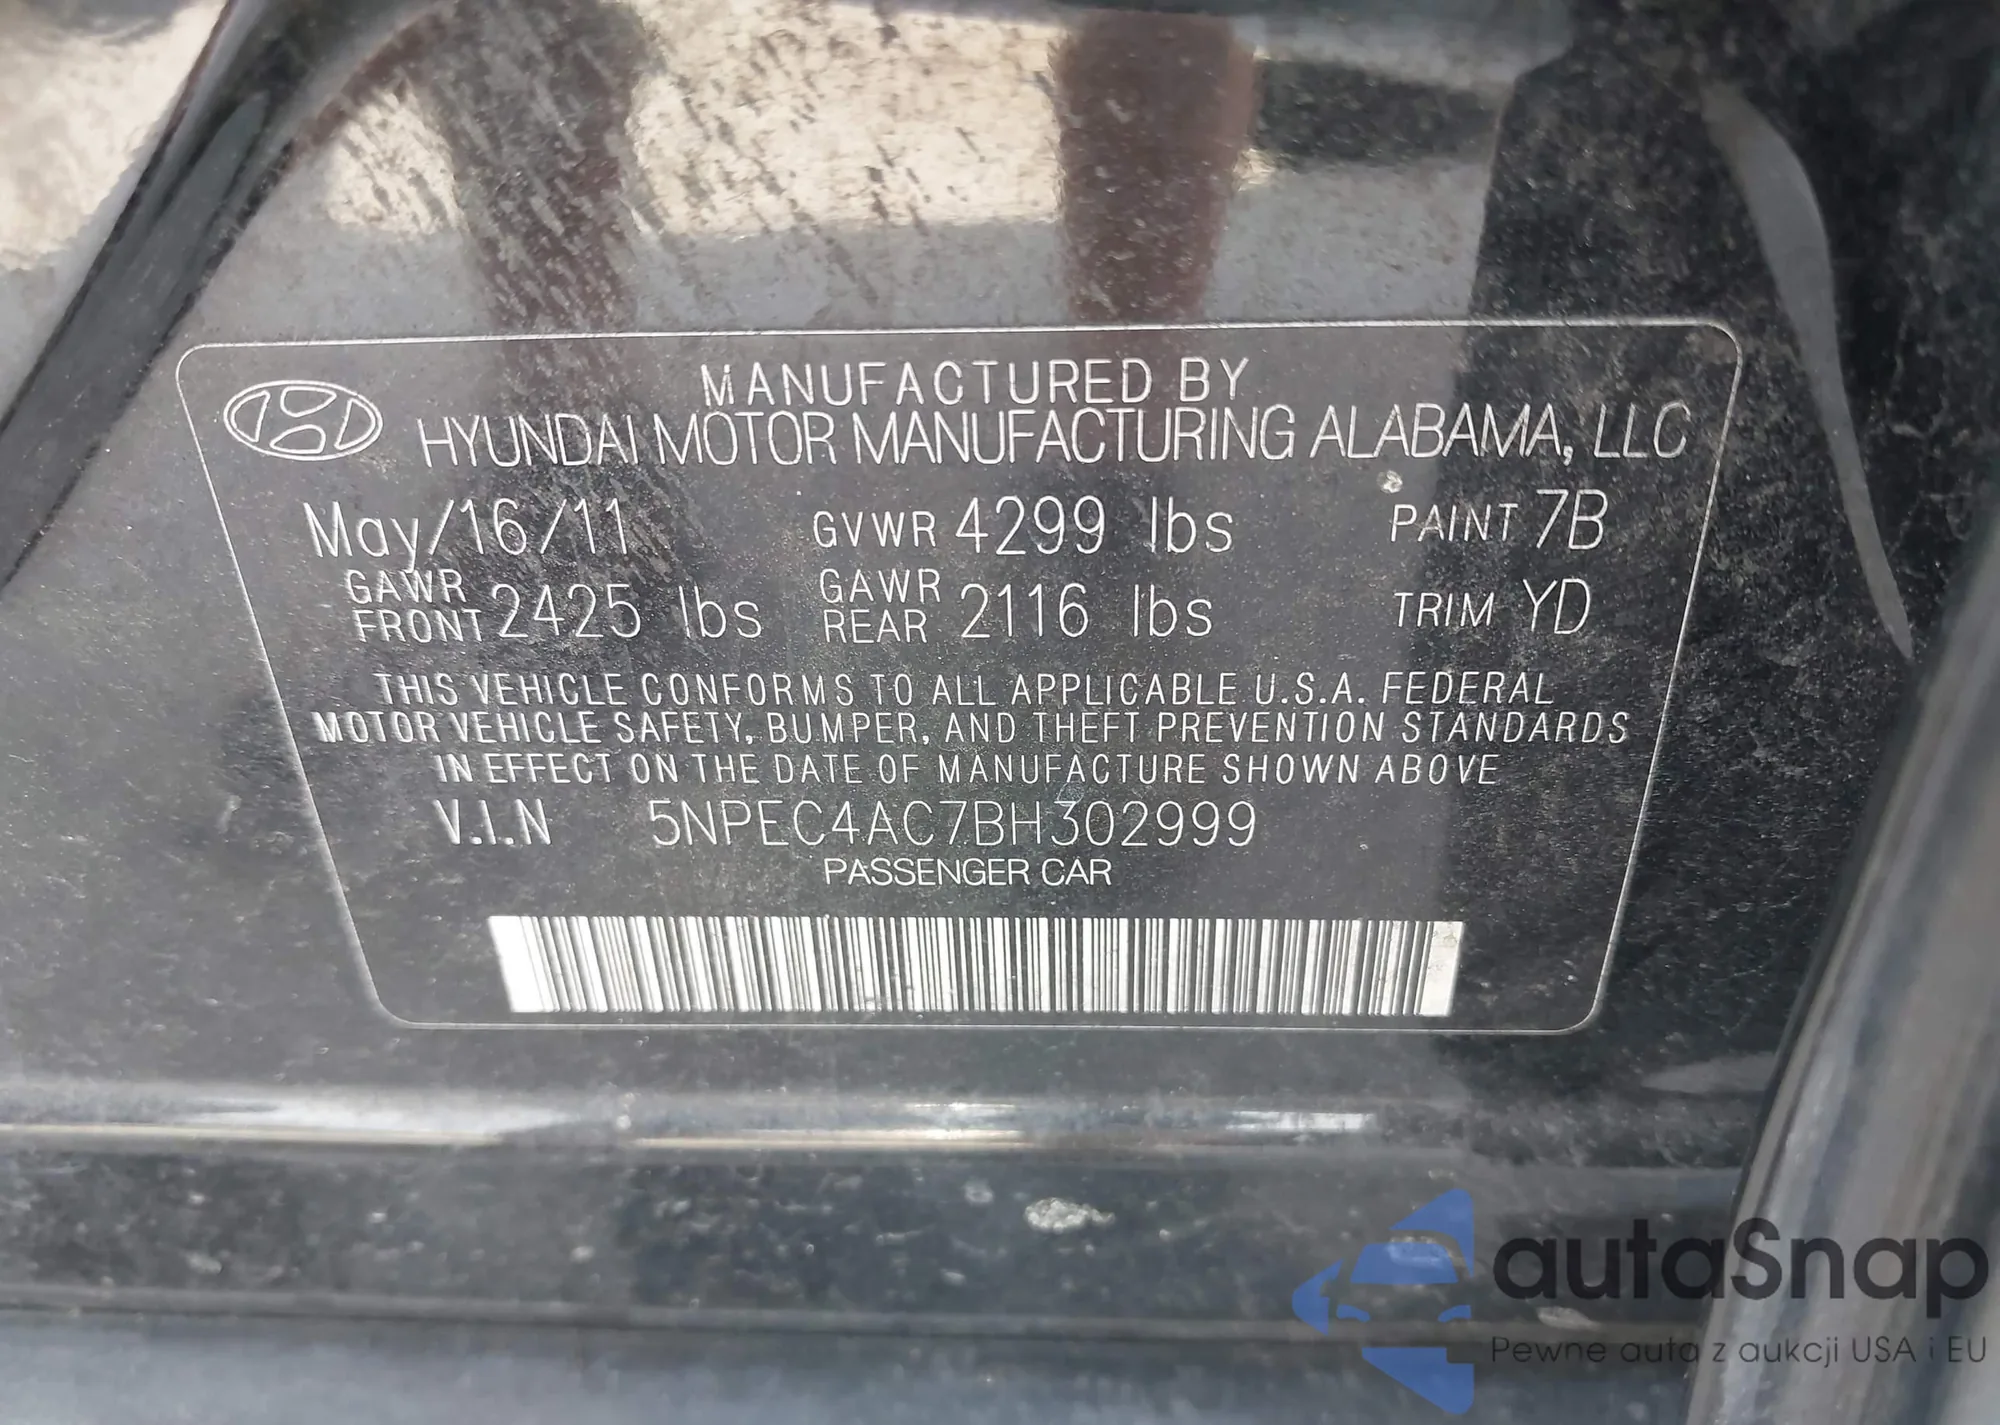 MANUFACTURED BY
HYUNDAI MOTOR MANUFACTURING ALABAMA, LLC
May/16/11 GVWR 4299 lbs PAINT 7B
GAWR FRONT 2425 lbs GAWR REAR 2116 lbs TRIM YD
THIS VEHICLE CONFORMS TO ALL APPLICABLE U.S.A. FEDERAL
MOTOR VEHICLE SAFETY, BUMPER, AND THEFT PREVENTION STANDARDS
IN EFFECT ON THE DATE OF MANUFACTURE SHOWN ABOVE
V.I.N 5NPEC4AC7BH302999
PASSENGER CAR
autaSnap
Pewne auta z aukcji USA i EU